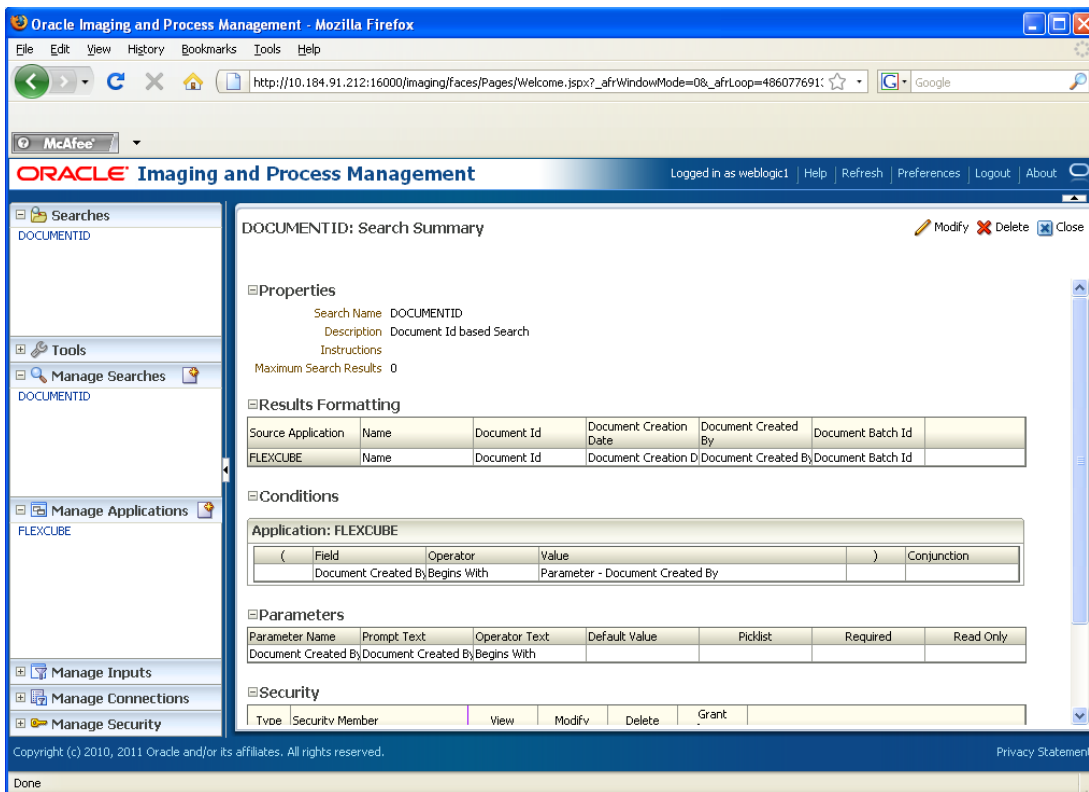 Oracle Imaging and Process Management - Mozilla Firefox
File Edit View History Bookmarks Tools Help
http://10.184.91.212:16000/imaging/faces/Pages/Welcome.jspx?_afrWindowMode=0&_afrLoop=4860776913
G Google
McAfee
ORACLE Imaging and Process Management
Logged in as weblogic1 | Help | Refresh | Preferences | Logout | About
Searches
DOCUMENTID
Tools
Manage Searches
DOCUMENTID
Manage Applications
FLEXCUBE
Manage Inputs
Manage Connections
Manage Security
DOCUMENTID: Search Summary
Modify Delete Close
Properties
Search Name DOCUMENTID
Description Document Id based Search
Instructions
Maximum Search Results 0
Results Formatting
Source Application Name Document Id Document Creation Date Document Created By Document Batch Id
FLEXCUBE Name Document Id Document Creation D Document Created By Document Batch Id
Conditions
Application: FLEXCUBE
( Field Operator Value ) Conjunction
Document Created By Begins With Parameter - Document Created By
Parameters
Parameter Name Prompt Text Operator Text Default Value Picklist Required Read Only
Document Created By Document Created By Begins With
Security
Type Security Member View Modify Delete Grant
Copyright (c) 2010, 2011 Oracle and/or its affiliates. All rights reserved.
Privacy Statement
Done